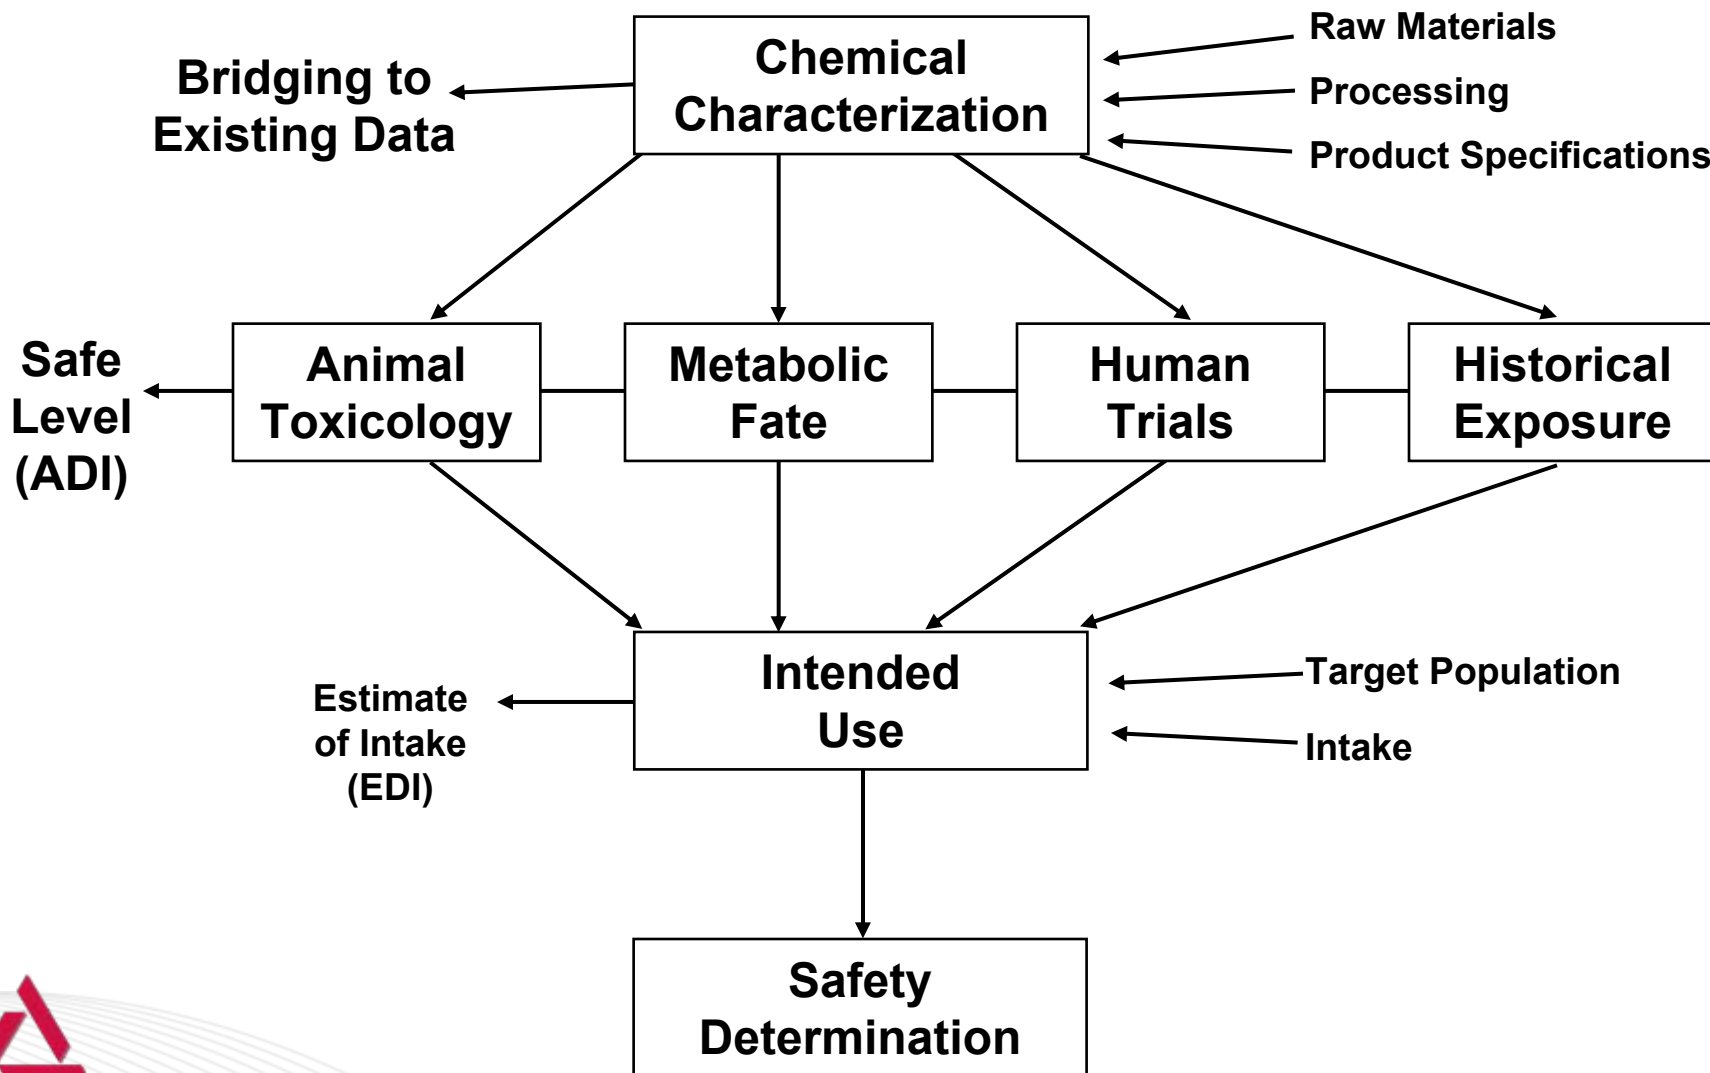 Raw Materials
Chemical
Characterization
Bridging to
Existing Data
Processing
Product Specifications
Safe
Level
(ADI)
Animal
Toxicology
Metabolic
Fate
Human
Trials
Historical
Exposure
Intended
Use
Target Population
Intake
Estimate
of Intake
(EDI)
Safety
Determination